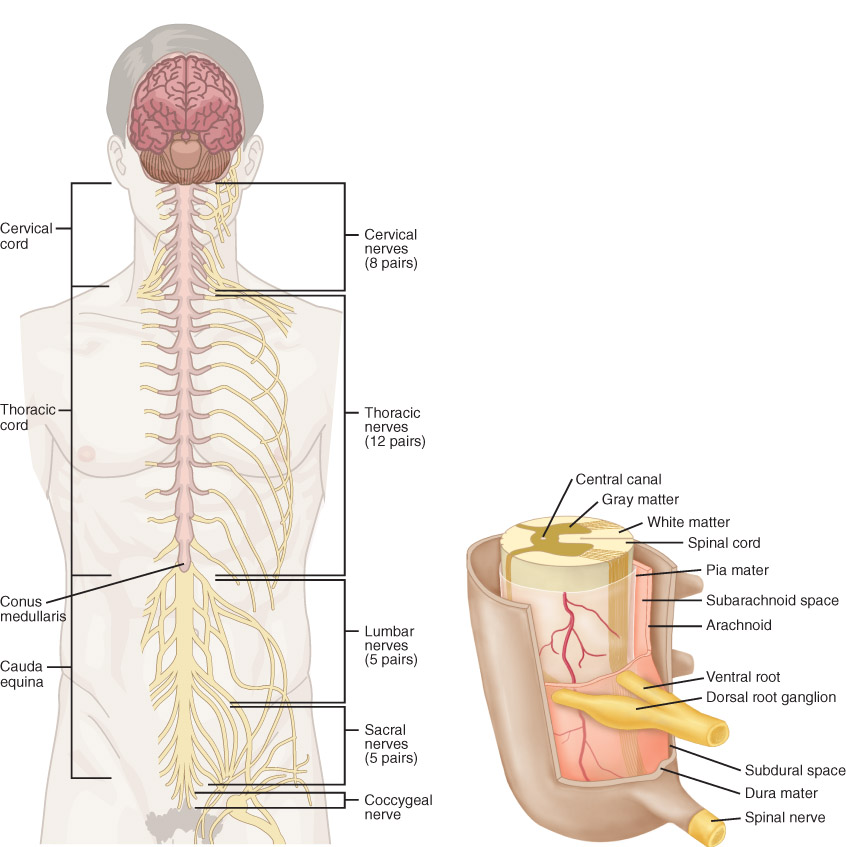 Cervical
cord
Thoracic
cord
Conus
medullaris
Cauda
equina
Cervical
nerves
(8 pairs)
Thoracic
nerves
(12 pairs)
Lumbar
nerves
(5 pairs)
Sacral
nerves
(5 pairs)
Coccygeal
nerve
Central canal
Gray matter
White matter
Spinal cord
Pia mater
Subarachnoid space
Arachnoid
Ventral root
Dorsal root ganglion
Subdural space
Dura mater
Spinal nerve